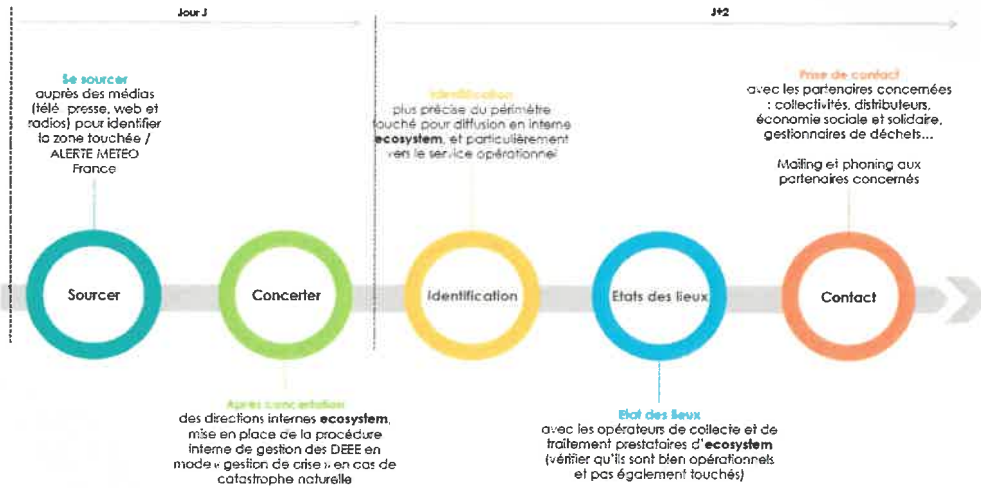 Jour J
J+2
Se sourcer
auprès des médias
(télé presse, web et
radios) pour identifier
la zone touchée /
ALERTE METEO
France
Identification
plus précise du périmètre
touché pour diffusion en interne
ecosystem, et particulièrement
vers le service opérationnel
Prise de contact
avec les partenaires concernées
: collectivités, distributeurs,
économie sociale et solidaire,
gestionnaires de déchets...
Mailing et phoning aux
partenaires concernés
Sourcer
Concerter
Identification
Etats des lieux
Contact
Après concertation
des directions internes ecosystem,
mise en place de la procédure
interne de gestion des DEEE en
mode « gestion de crise » en cas de
catastrophe naturelle
Etat des lieux
avec les opérateurs de collecte et de
traitement prestataires d'ecosystem
(vérifier qu'ils sont bien opérationnels
et pas également touchés)